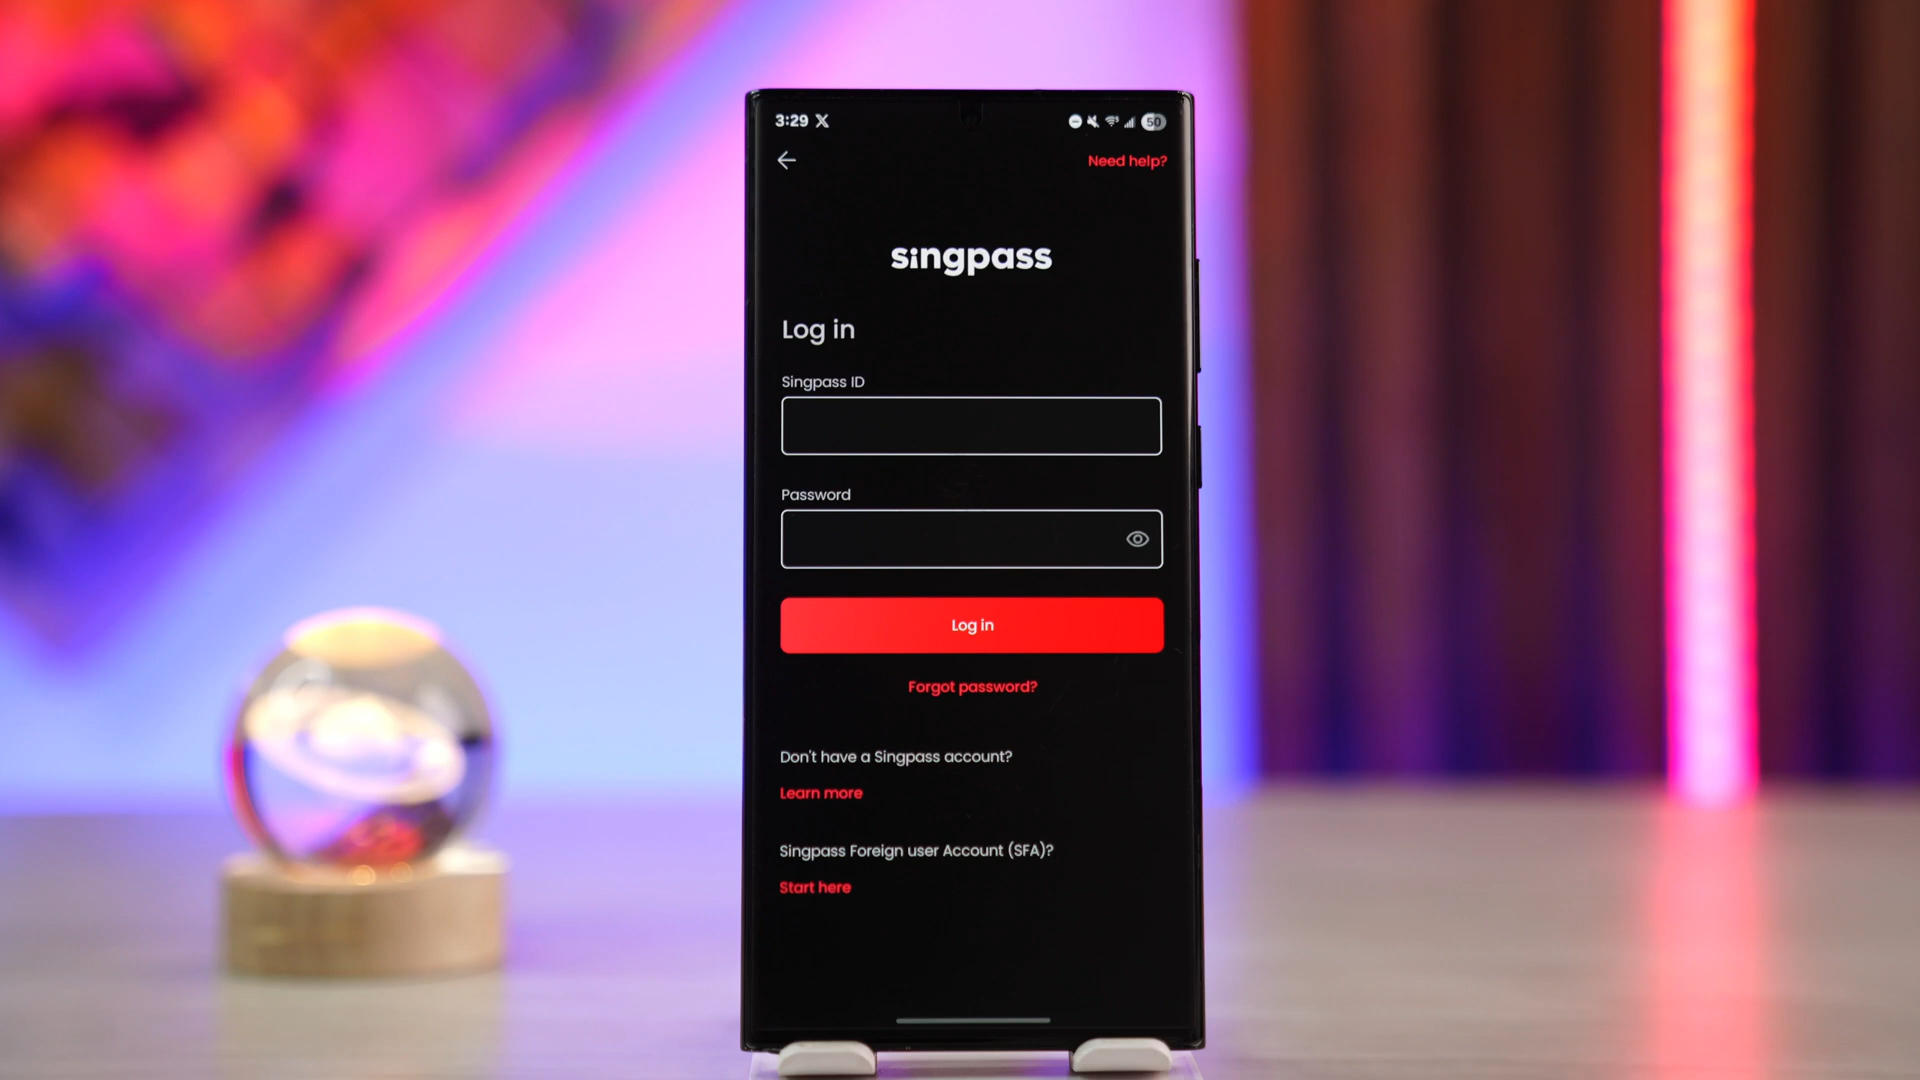 3:29 X 50
Need help?
singpass
Log in
Singpass ID
Password
Log in
Forgot password?
Don't have a Singpass account?
Learn more
Singpass Foreign user Account (SFA)?
Start here